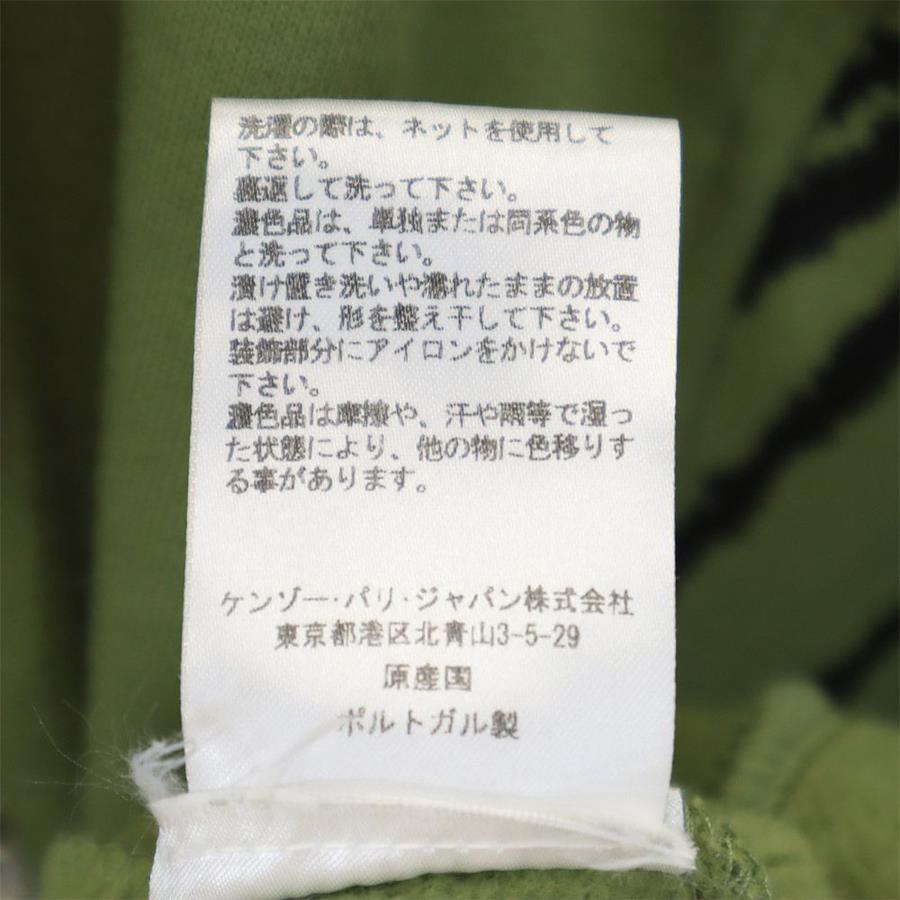 洗濯の際は、ネットを使用して
下さい。
裏返して洗って下さい。
濃色品は、単独または同系色の物
と洗って下さい。
漬け置き洗いや濡れたままの放置
は避け、形を整え干して下さい。
装飾部分にアイロンをかけないで
下さい。
濃色品は摩擦や、汗や雨等で湿っ
た状態により、他の物に色移りす
る事があります。
ケンゾー・パリ・ジャパン株式会社
東京都港区北青山3-5-29
原産国
ポルトガル製